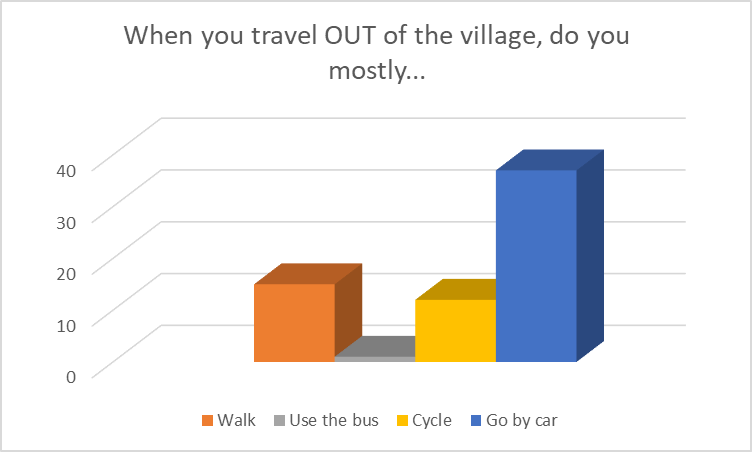 When you travel OUT of the village, do you
mostly...
40
30
20
10
0
Walk Use the bus Cycle Go by car